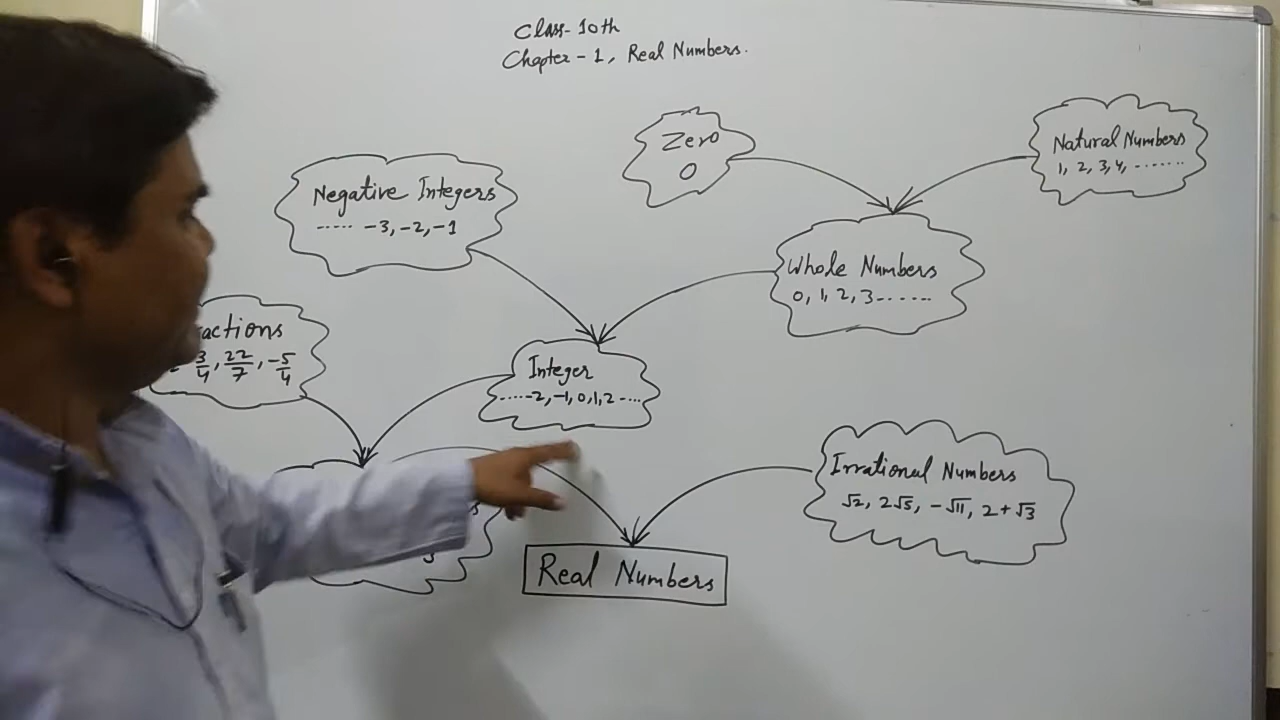 Class-10th
Chapter-1, Real Numbers.
Zero
0
Natural Numbers
1, 2, 3, 4, .......
Negative Integers
..... -3, -2, -1
Whole Numbers
0, 1, 2, 3......
actions
3/4, 22/7, -5/4
Integer
.....-2, -1, 0, 1, 2 ....
Irrational Numbers
√2, 2√5, -√11, 2+√3
Real Numbers